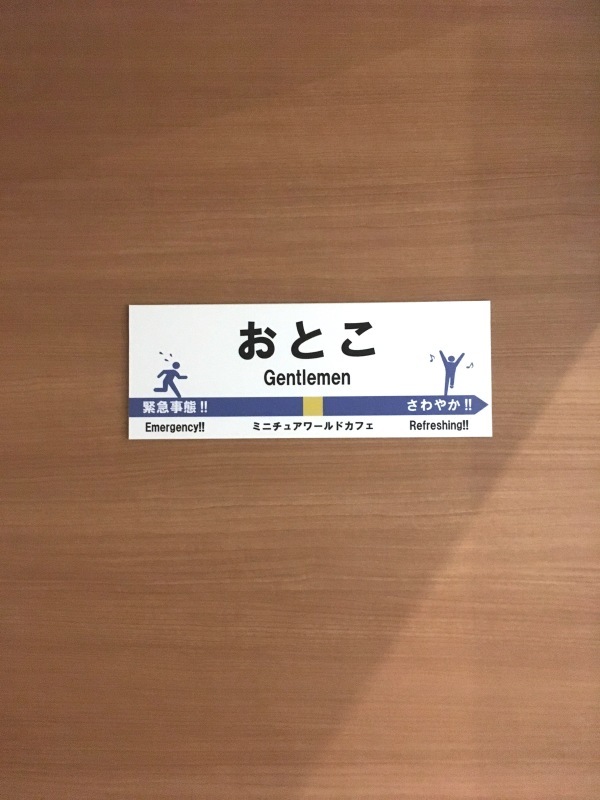 おとこ
Gentlemen
緊急事態!! さわやか!!
Emergency!! ミニチュアワールドカフェ Refreshing!!